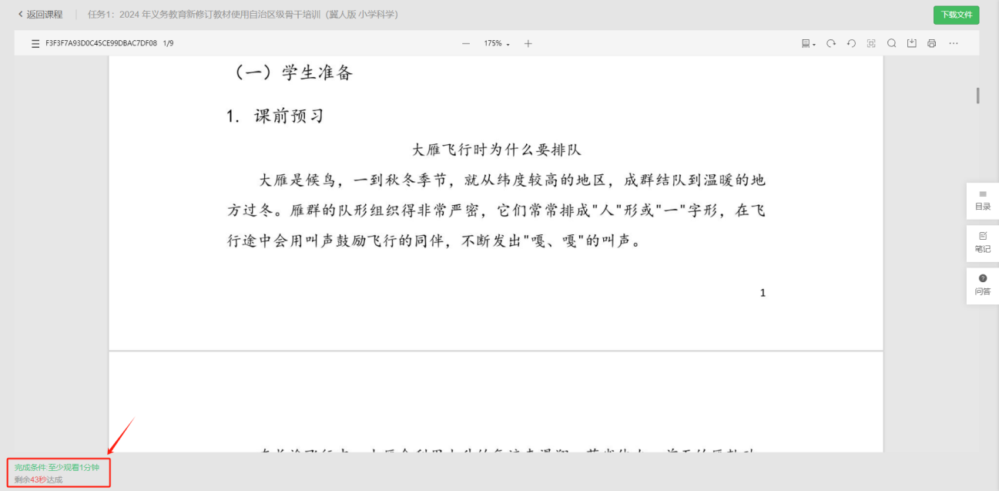 返回课程 任务1：2024 年义务教育新修订教材使用自治区级骨干培训（冀人版 小学科学） 下载文件
F3F3F7A93D0C45CE99DBAC7DF08 1/9 175%
（一）学生准备
1. 课前预习
大雁飞行时为什么要排队
大雁是候鸟，一到秋冬季节，就从纬度较高的地区，成群结队到温暖的地
方过冬。雁群的队形组织得非常严密，它们常常排成"人"形或"一"字形，在飞
行途中会用叫声鼓励飞行的同伴，不断发出"嘎、嘎"的叫声。
1
目录
笔记
问答
完成条件:至少观看1分钟
剩余43秒达成